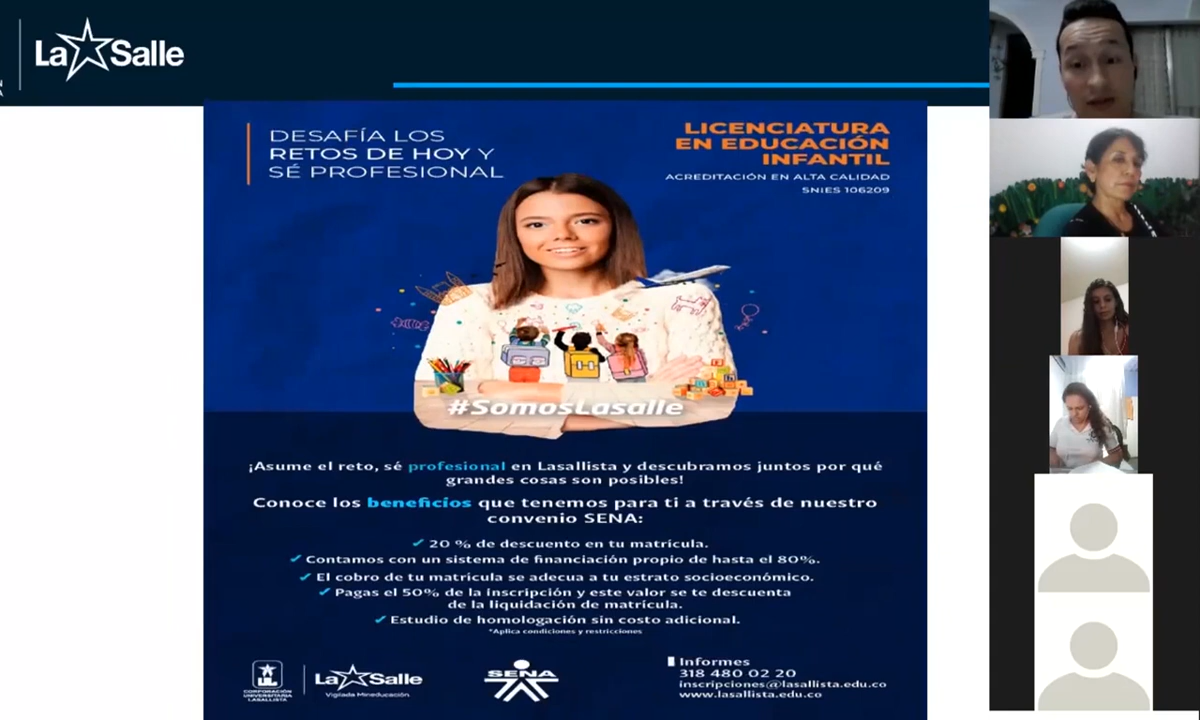 La Salle
DESAFÍA LOS
RETOS DE HOY Y
SÉ PROFESIONAL
LICENCIATURA
EN EDUCACIÓN
INFANTIL
ACREDITACIÓN EN ALTA CALIDAD
SNIES 106209
#SomosLasalle
¡Asume el reto, sé profesional en Lasallista y descubramos juntos por qué
grandes cosas son posibles!
Conoce los beneficios que tenemos para ti a través de nuestro
convenio SENA:
✓ 20 % de descuento en tu matrícula.
✓ Contamos con un sistema de financiación propio de hasta el 80%.
✓ El cobro de tu matrícula se adecua a tu estrato socioeconómico.
✓ Pagas el 50% de la inscripción y este valor se te descuenta
de la liquidación de matrícula.
✓ Estudio de homologación sin costo adicional.
*Aplica condiciones y restricciones
CORPORACIÓN
UNIVERSITARIA
LASALLISTA
La Salle
Vigilada Mineducación
SENA
Informes
318 480 02 20
inscripciones@lasallista.edu.co
www.lasallista.edu.co